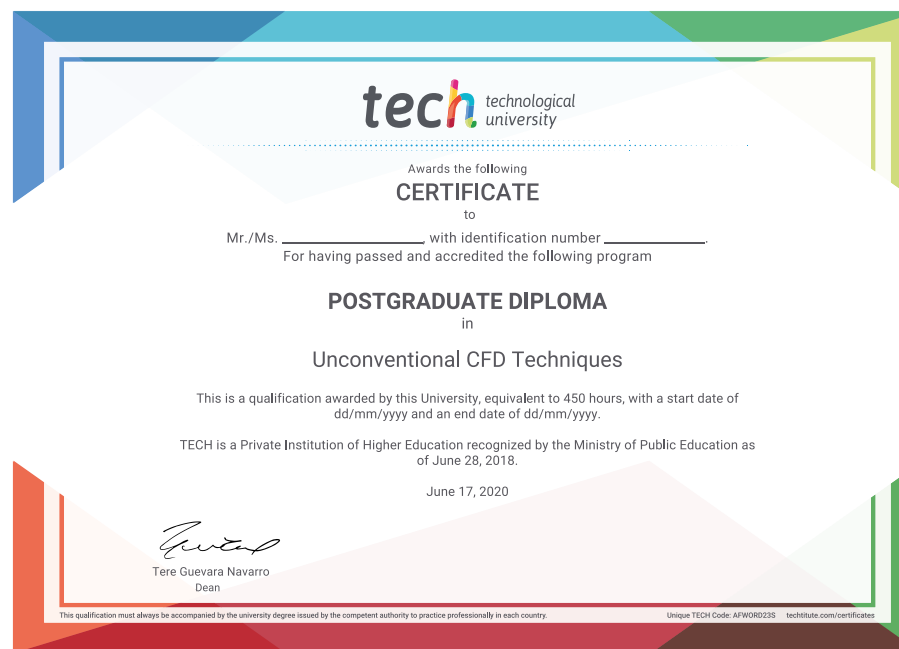 tech technological
university
Awards the following
CERTIFICATE
to
Mr./Ms. ____________________, with identification number ______________.
For having passed and accredited the following program
POSTGRADUATE DIPLOMA
in
Unconventional CFD Techniques
This is a qualification awarded by this University, equivalent to 450 hours, with a start date of
dd/mm/yyyy and an end date of dd/mm/yyyy.
TECH is a Private Institution of Higher Education recognized by the Ministry of Public Education as
of June 28, 2018.
June 17, 2020
Tere Guevara Navarro
Dean
This qualification must always be accompanied by the university degree issued by the competent authority to practice professionally in each country. Unique TECH Code: AFWORD23S techtitute.com/certificates